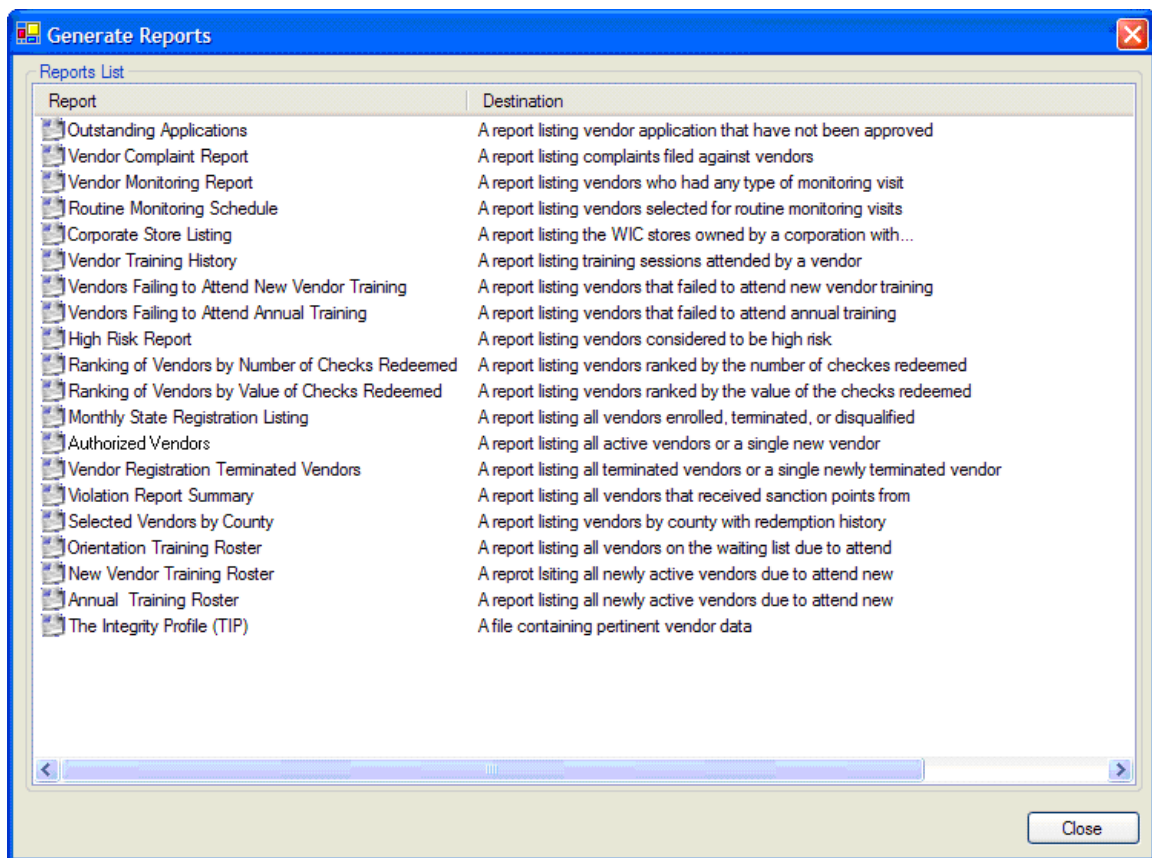 Generate Reports
Reports List
Report Destination
Outstanding Applications A report listing vendor application that have not been approved
Vendor Complaint Report A report listing complaints filed against vendors
Vendor Monitoring Report A report listing vendors who had any type of monitoring visit
Routine Monitoring Schedule A report listing vendors selected for routine monitoring visits
Corporate Store Listing A report listing the WIC stores owned by a corporation with...
Vendor Training History A report listing training sessions attended by a vendor
Vendors Failing to Attend New Vendor Training A report listing vendors that failed to attend new vendor training
Vendors Failing to Attend Annual Training A report listing vendors that failed to attend annual training
High Risk Report A report listing vendors considered to be high risk
Ranking of Vendors by Number of Checks Redeemed A report listing vendors ranked by the number of checkes redeemed
Ranking of Vendors by Value of Checks Redeemed A report listing vendors ranked by the value of the checks redeemed
Monthly State Registration Listing A report listing all vendors enrolled, terminated, or disqualified
Authorized Vendors A report listing all active vendors or a single new vendor
Vendor Registration Terminated Vendors A report listing all terminated vendors or a single newly terminated vendor
Violation Report Summary A report listing all vendors that received sanction points from
Selected Vendors by County A report listing vendors by county with redemption history
Orientation Training Roster A report listing all vendors on the waiting list due to attend
New Vendor Training Roster A reprot lsiting all newly active vendors due to attend new
Annual Training Roster A report listing all newly active vendors due to attend new
The Integrity Profile (TIP) A file containing pertinent vendor data
Close